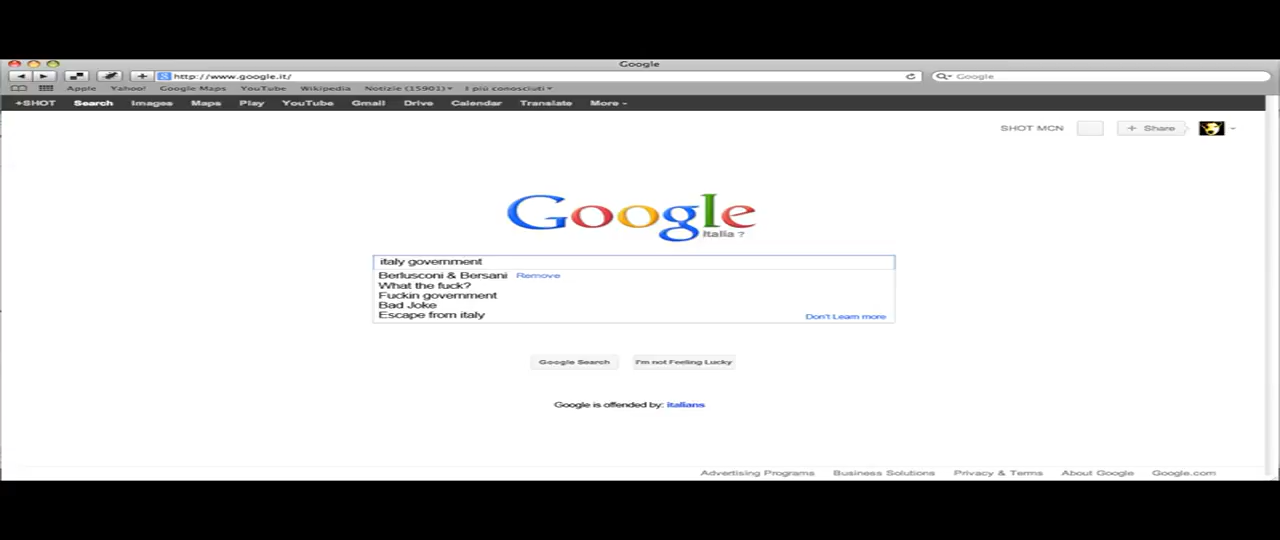 Google
http://www.google.it/
Google
Apple Yahoo! Google Maps YouTube Wikipedia Notizie (15901) I più conosciuti
+SHOT Search Images Maps Play YouTube Gmail Drive Calendar Translate More
SHOT MCN + Share
Google
Italia ?
italy government
Berlusconi & Bersani Remove
What the fuck?
Fuckin government
Bad Joke
Escape from italy
Don't Learn more
Google Search I'm not Feeling Lucky
Google is offended by: italians
Advertising Programs Business Solutions Privacy & Terms About Google Google.com